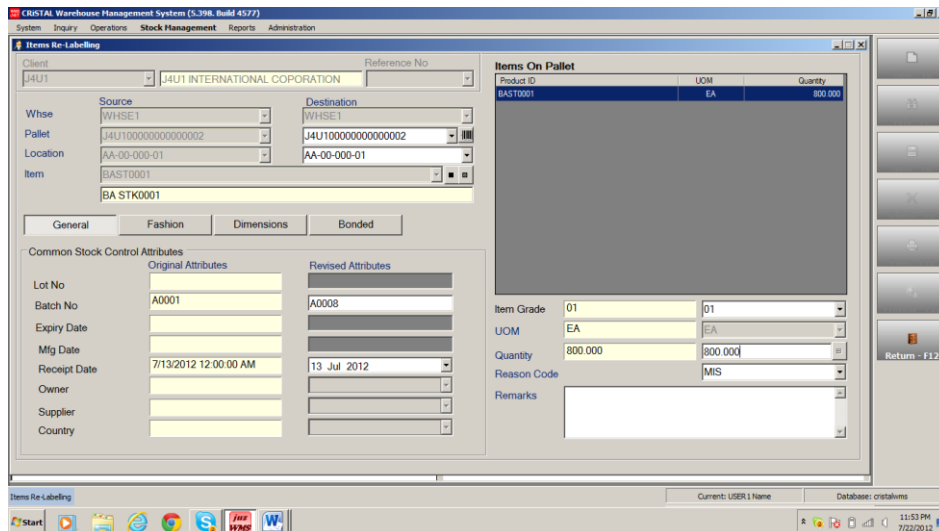 CRiSTAL Warehouse Management System (5.398. Build 4577)
System Inquiry Operations Stock Management Reports Administration
Items Re-Labelling
Client Reference No
J4U1 J4U1 INTERNATIONAL COPORATION
Source Destination
Whse WHSE1 WHSE1
Pallet J4U100000000000002 J4U100000000000002
Location AA-00-000-01 AA-00-000-01
Item BAST0001
BA STK0001
General Fashion Dimensions Bonded
Common Stock Control Attributes
Original Attributes Revised Attributes
Lot No
Batch No A0001 A0008
Expiry Date
Mfg Date
Receipt Date 7/13/2012 12:00:00 AM 13 Jul 2012
Owner
Supplier
Country
Items On Pallet
Product ID UOM Quantity
BAST0001 EA 800.000
Item Grade 01 01
UOM EA EA
Quantity 800.000 800.000
Reason Code MIS
Remarks
Return - F12
Items Re-Labelling Current: USER1 Name Database: cristalwms
Start jnz WMS W 11:53 PM
7/22/2012